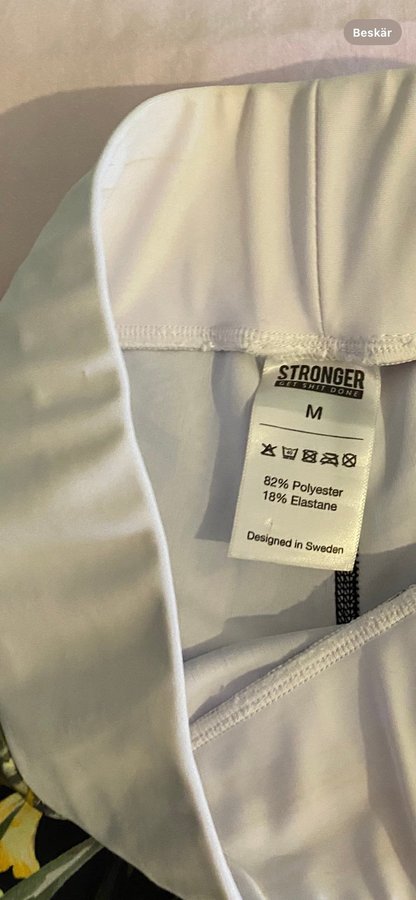 Beskär
STRONGER
GET SHIT DONE
M
82% Polyester
18% Elastane
Designed in Sweden